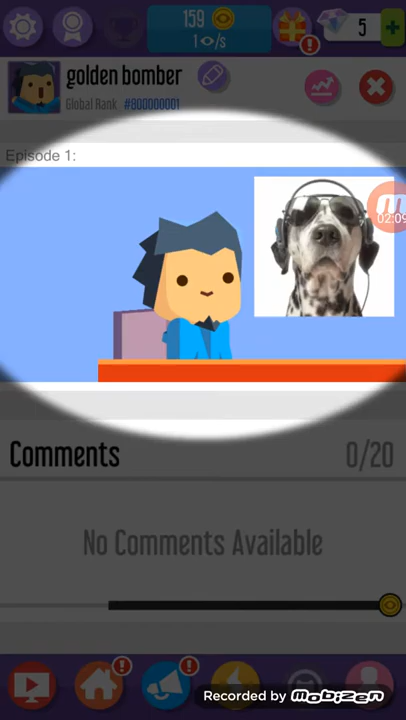 159
1 /s
5
+
!
golden bomber
Global Rank #800000001
Episode 1:
02:09
Comments 0/20
No Comments Available
!
!
Recorded by mobizen